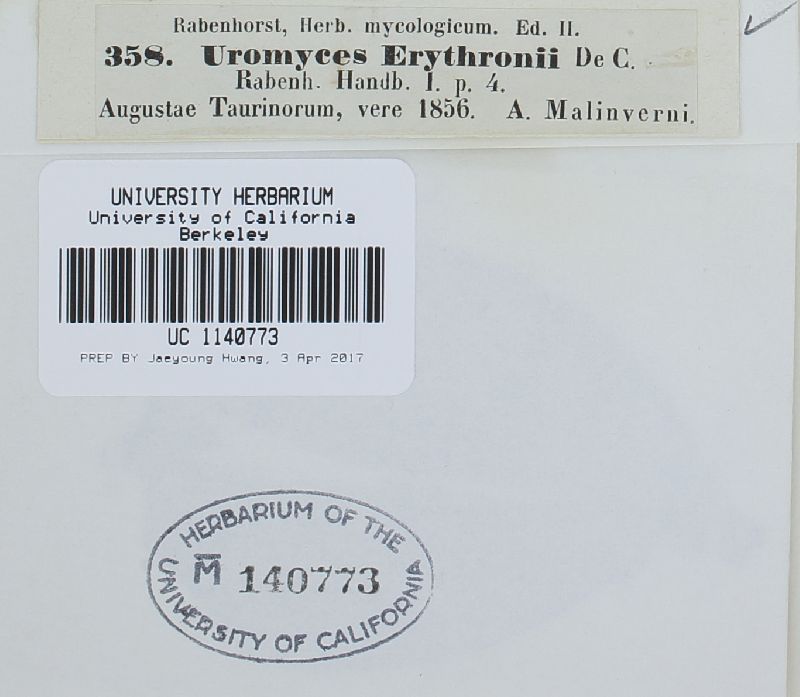 Rabenhorst, Herb. mycologicum. Ed. II.
358. Uromyces Erythronii De C.
Rabenh. Handb. I. p. 4.
Augustae Taurinorum, vere 1856. A. Malinverni.
UNIVERSITY HERBARIUM
University of California
Berkeley
UC 1140773
PREP BY Jaeyoung Hwang, 3 Apr 2017
HERBARIUM OF THE
M 140773
UNIVERSITY OF CALIFORNIA